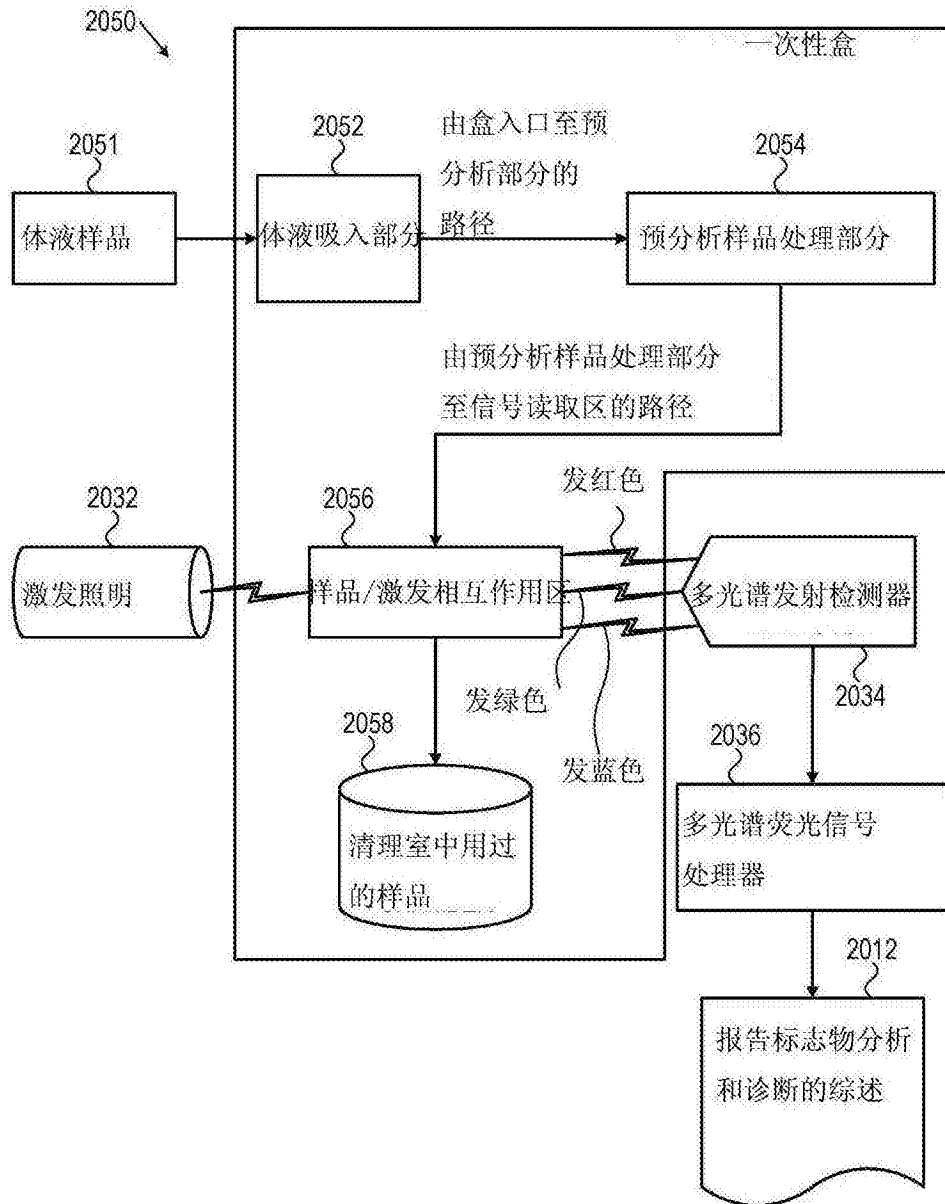 2050
一次性盒
2051
体液样品
2052
体液吸入部分
由盒入口至预
分析部分的
路径
2054
预分析样品处理部分
由预分析样品处理部分
至信号读取区的路径
2032
激发照明
2056
样品/激发相互作用区
发红色
发绿色
发蓝色
多光谱发射检测器
2034
2058
清理室中用过
的样品
2036
多光谱荧光信号
处理器
2012
报告标志物分析
和诊断的综述